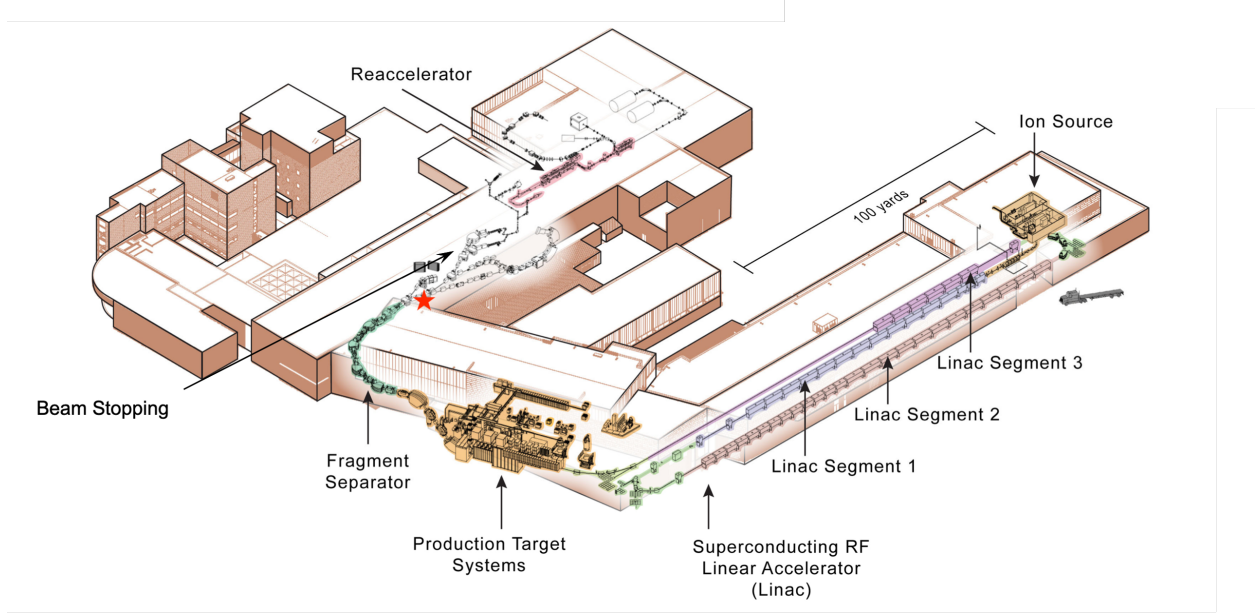 Reaccelerator
Ion Source
100 yards
Linac Segment 3
Beam Stopping
Linac Segment 2
Fragment
Separator
Linac Segment 1
Production Target
Systems
Superconducting RF
Linear Accelerator
(Linac)